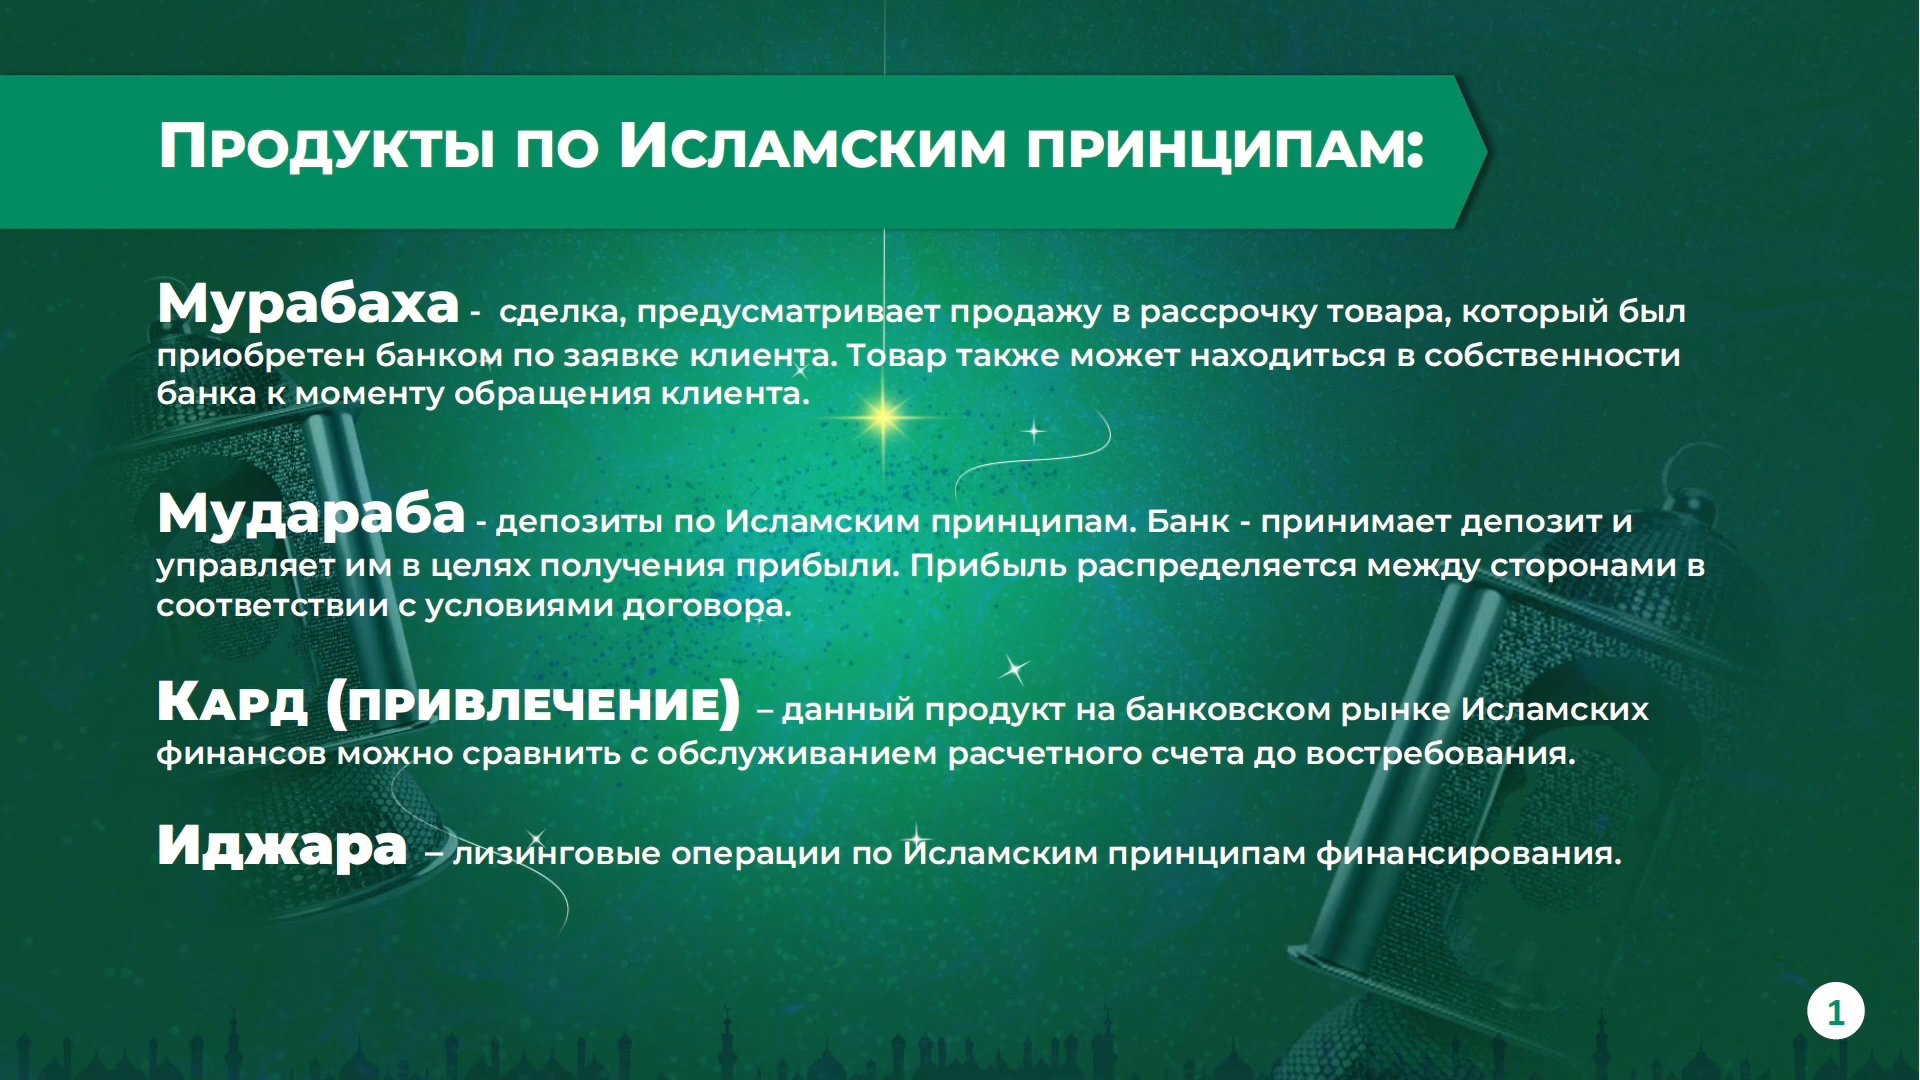 Продукты по Исламским принципам:
Мурабаха - сделка, предусматривает продажу в рассрочку товара, который был
приобретен банком по заявке клиента. Товар также может находиться в собственности
банка к моменту обращения клиента.
Мудараба - депозиты по Исламским принципам. Банк - принимает депозит и
управляет им в целях получения прибыли. Прибыль распределяется между сторонами в
соответствии с условиями договора.
Кард (привлечение) – данный продукт на банковском рынке Исламских
финансов можно сравнить с обслуживанием расчетного счета до востребования.
Иджара – лизинговые операции по Исламским принципам финансирования.
1